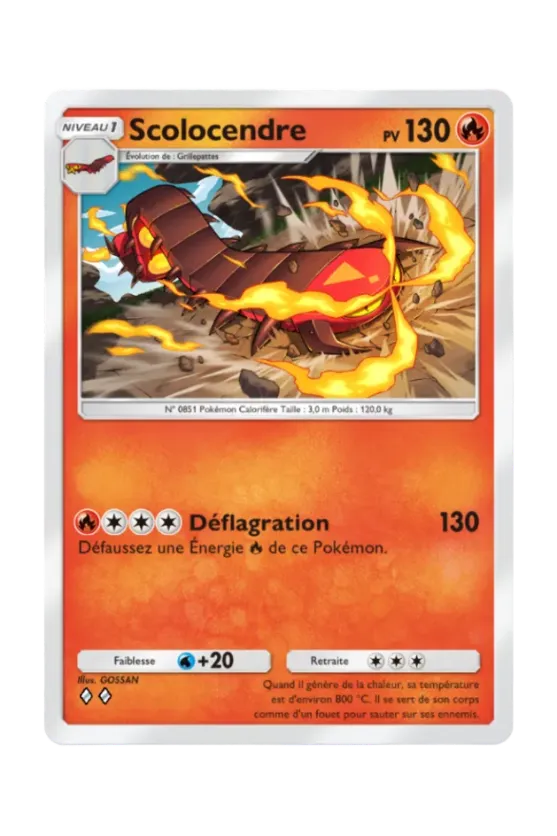 NIVEAU 1 Scolocendre PV 130
Évolution de : Grillepattes
N° 0851 Pokémon Calorifère Taille : 3,0 m Poids : 120,0 kg
Déflagration 130
Défaussez une Énergie de ce Pokémon.
Faiblesse +20 Retraite
Illus. GOSSAN
Quand il génère de la chaleur, sa température
est d'environ 800 °C. Il se sert de son corps
comme d'un fouet pour sauter sur ses ennemis.